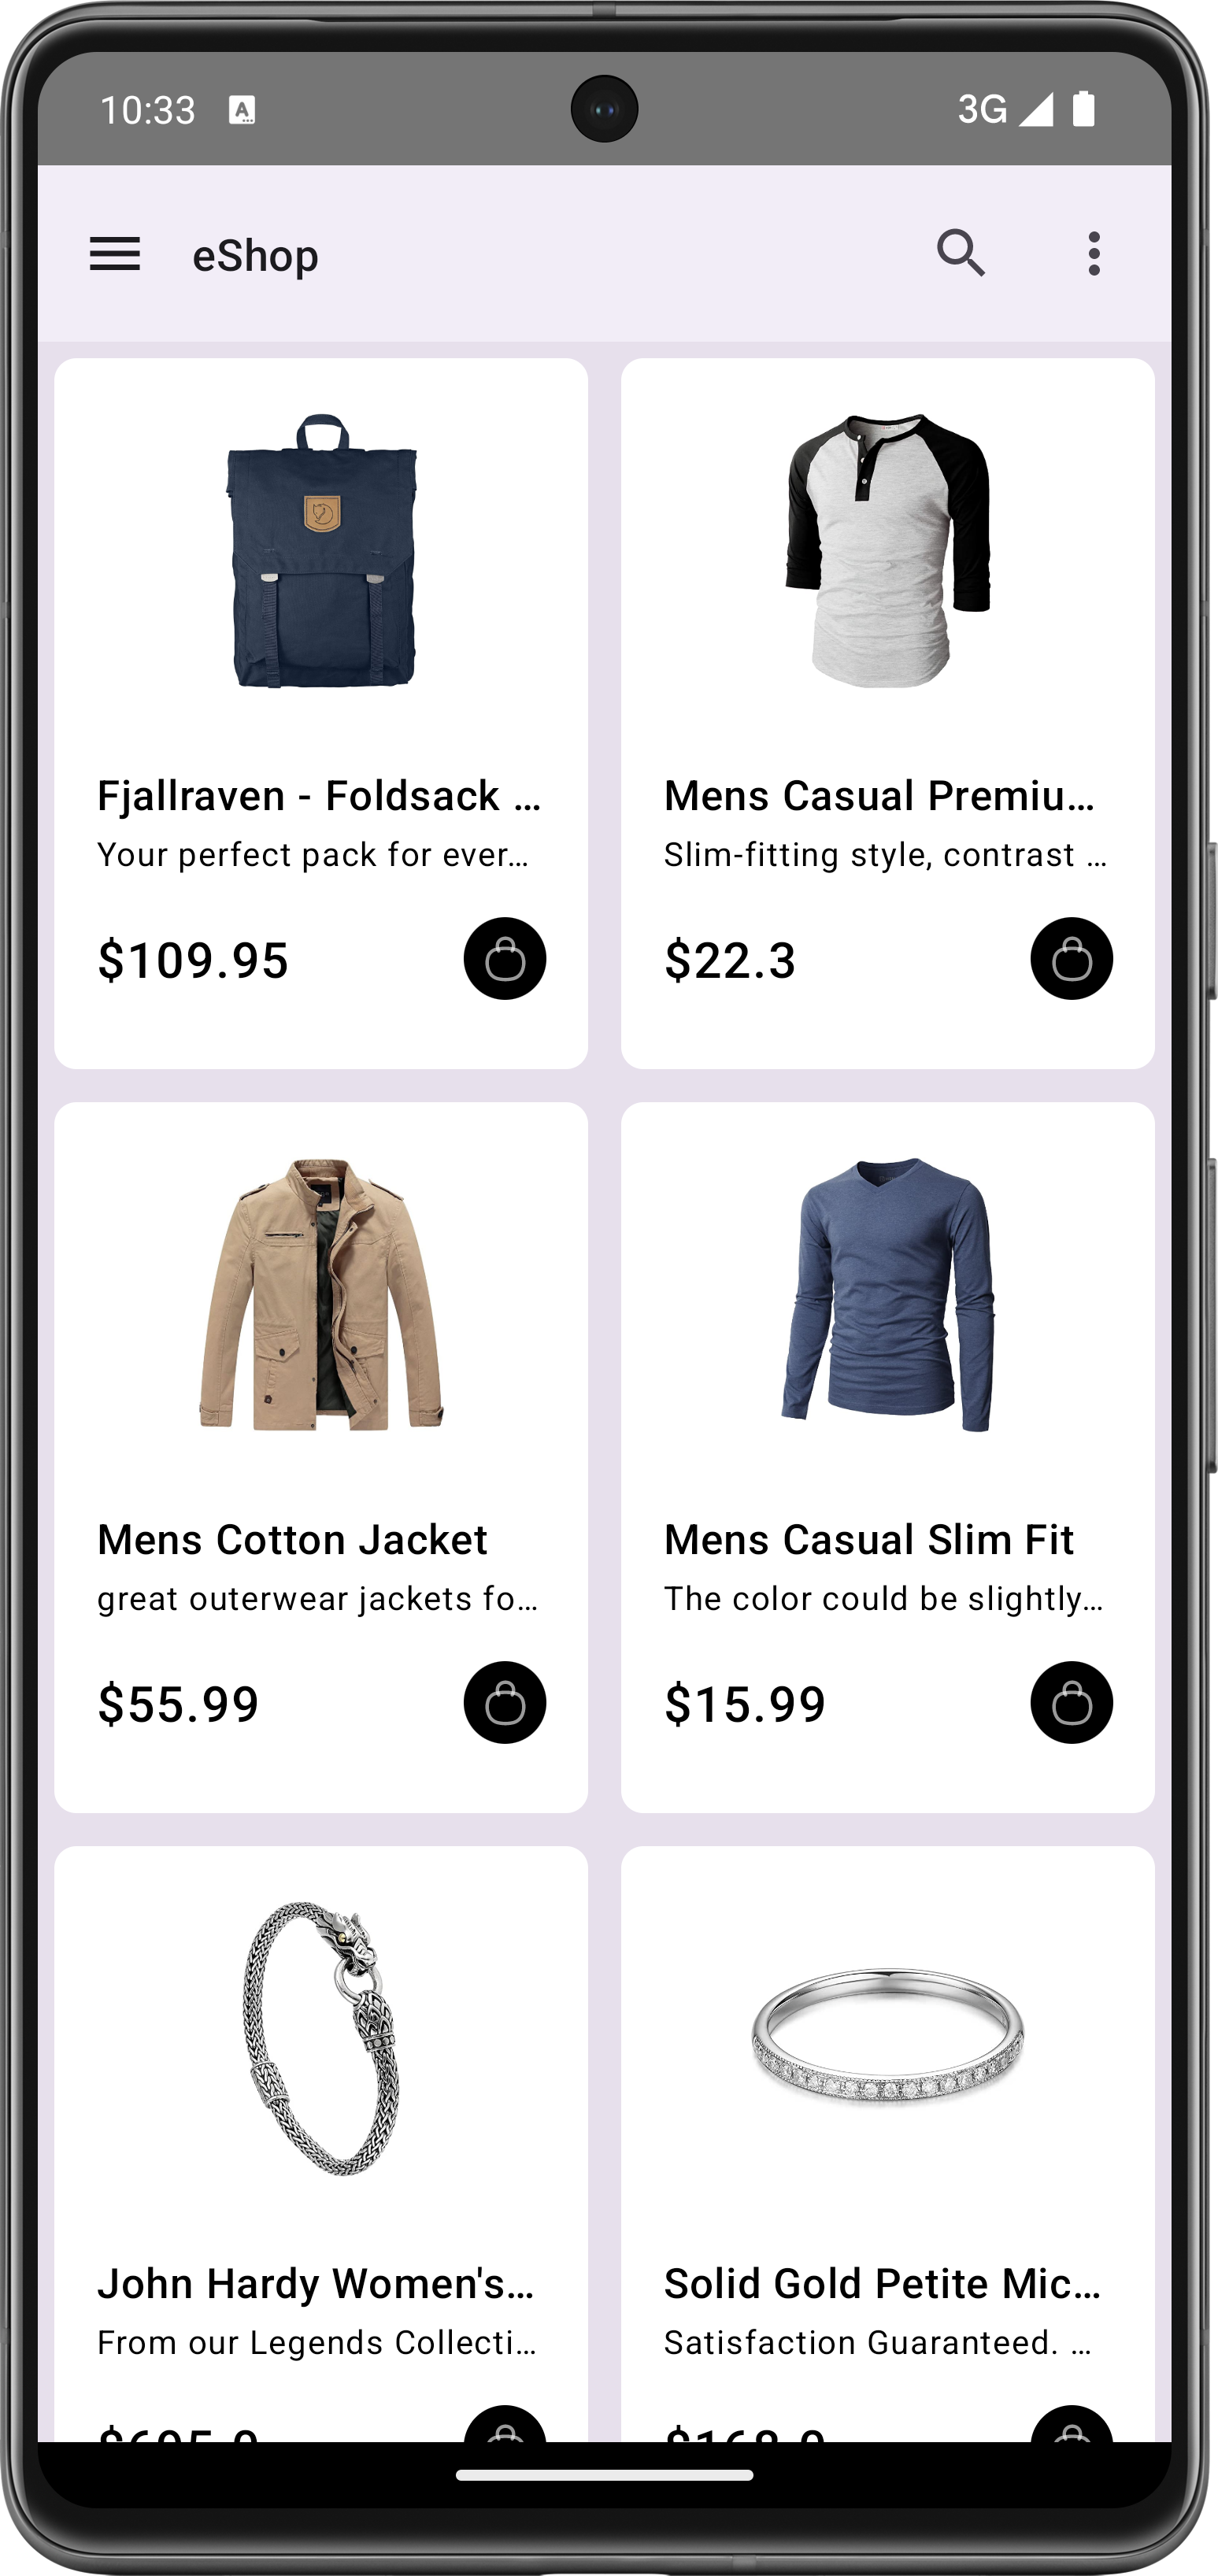 10:33 A 3G
eShop
Fjallraven - Foldsack ...
Your perfect pack for ever...
$109.95
Mens Casual Premiu...
Slim-fitting style, contrast ...
$22.3
Mens Cotton Jacket
great outerwear jackets fo...
$55.99
Mens Casual Slim Fit
The color could be slightly...
$15.99
John Hardy Women's...
From our Legends Collecti...
Solid Gold Petite Mic...
Satisfaction Guaranteed. ...